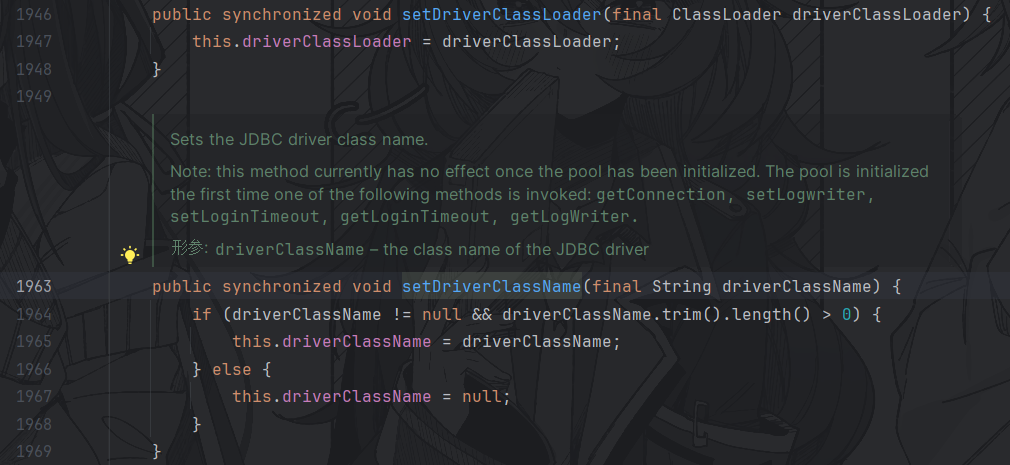 1946 public synchronized void setDriverClassLoader(final ClassLoader driverClassLoader) {
1947 this.driverClassLoader = driverClassLoader;
1948 }
1949
Sets the JDBC driver class name.
Note: this method currently has no effect once the pool has been initialized. The pool is initialized
the first time one of the following methods is invoked: getConnection, setLogwriter,
setLoginTimeout, getLoginTimeout, getLogWriter.
形参: driverClassName – the class name of the JDBC driver
1963 public synchronized void setDriverClassName(final String driverClassName) {
1964 if (driverClassName != null && driverClassName.trim().length() > 0) {
1965 this.driverClassName = driverClassName;
1966 } else {
1967 this.driverClassName = null;
1968 }
1969 }